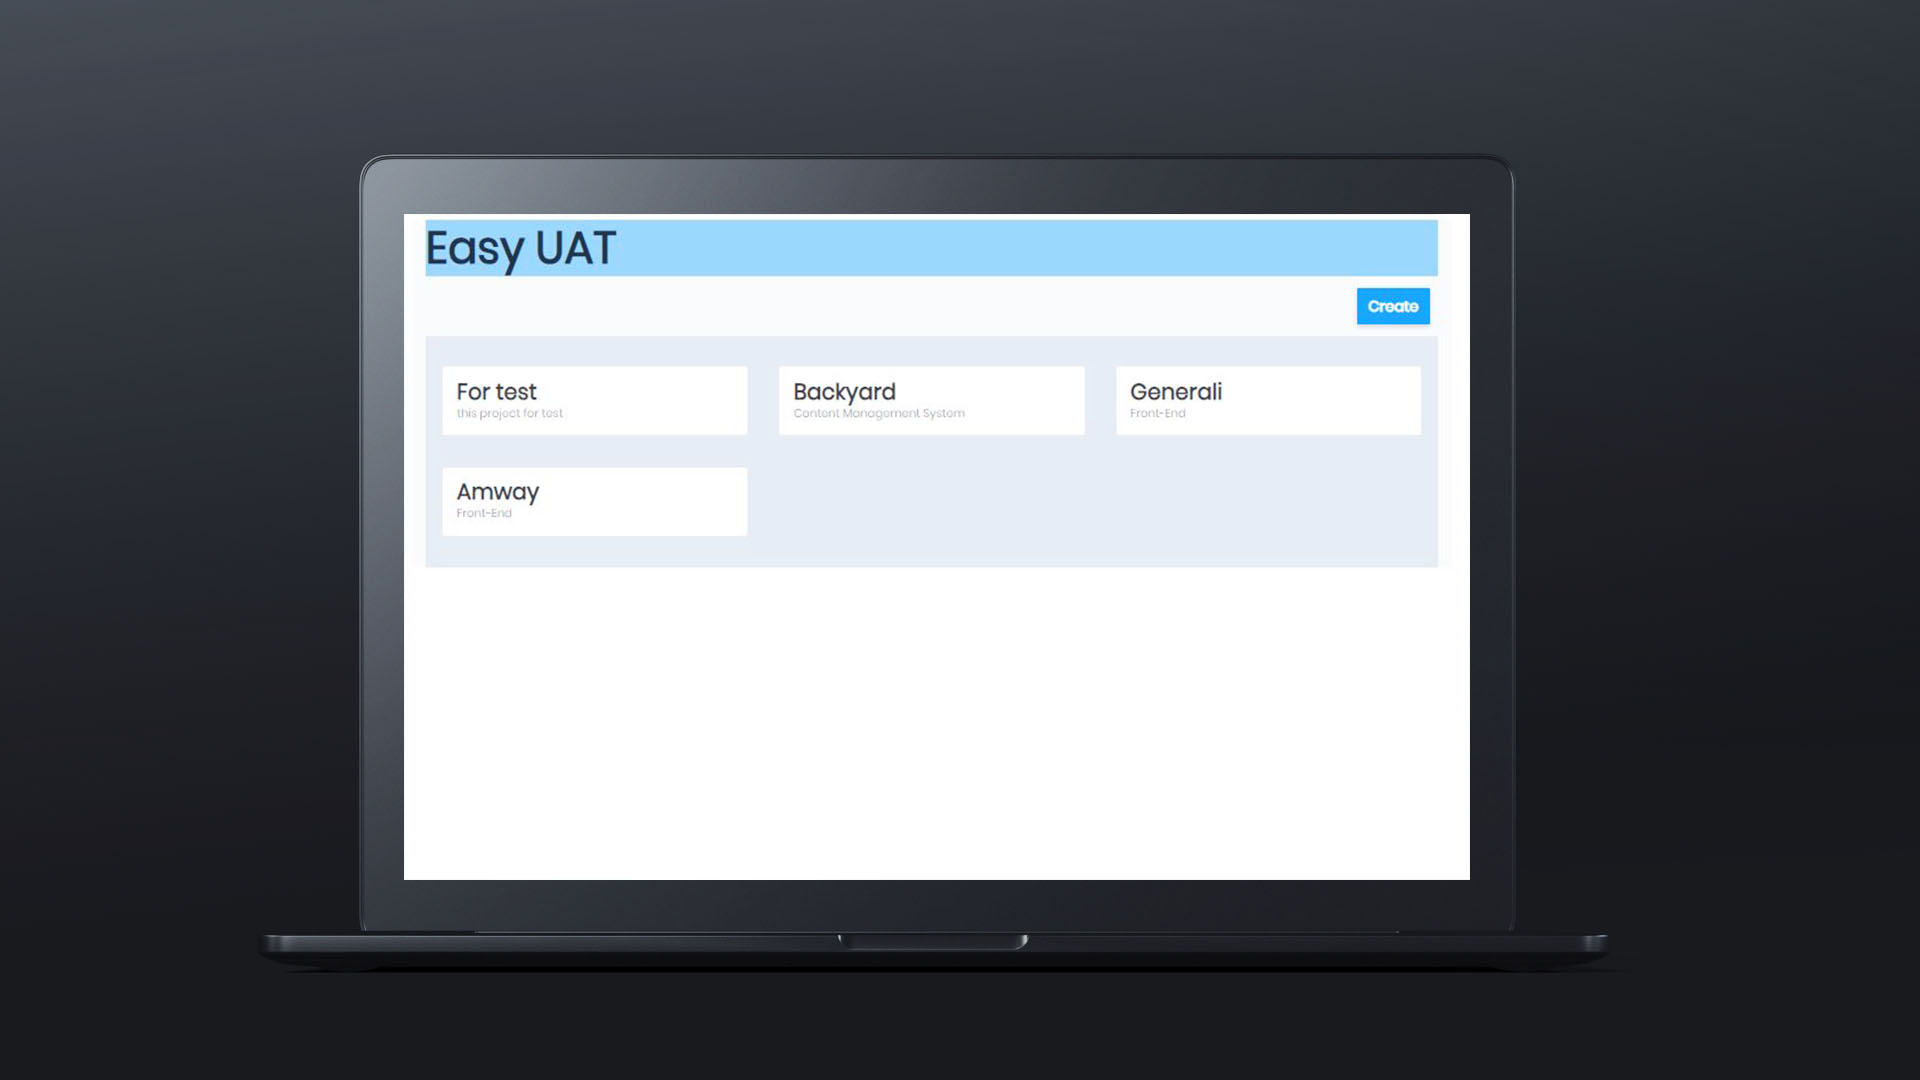 Easy UAT
Create
For test
this project for test
Backyard
Content Management System
Generali
Front-End
Amway
Front-End